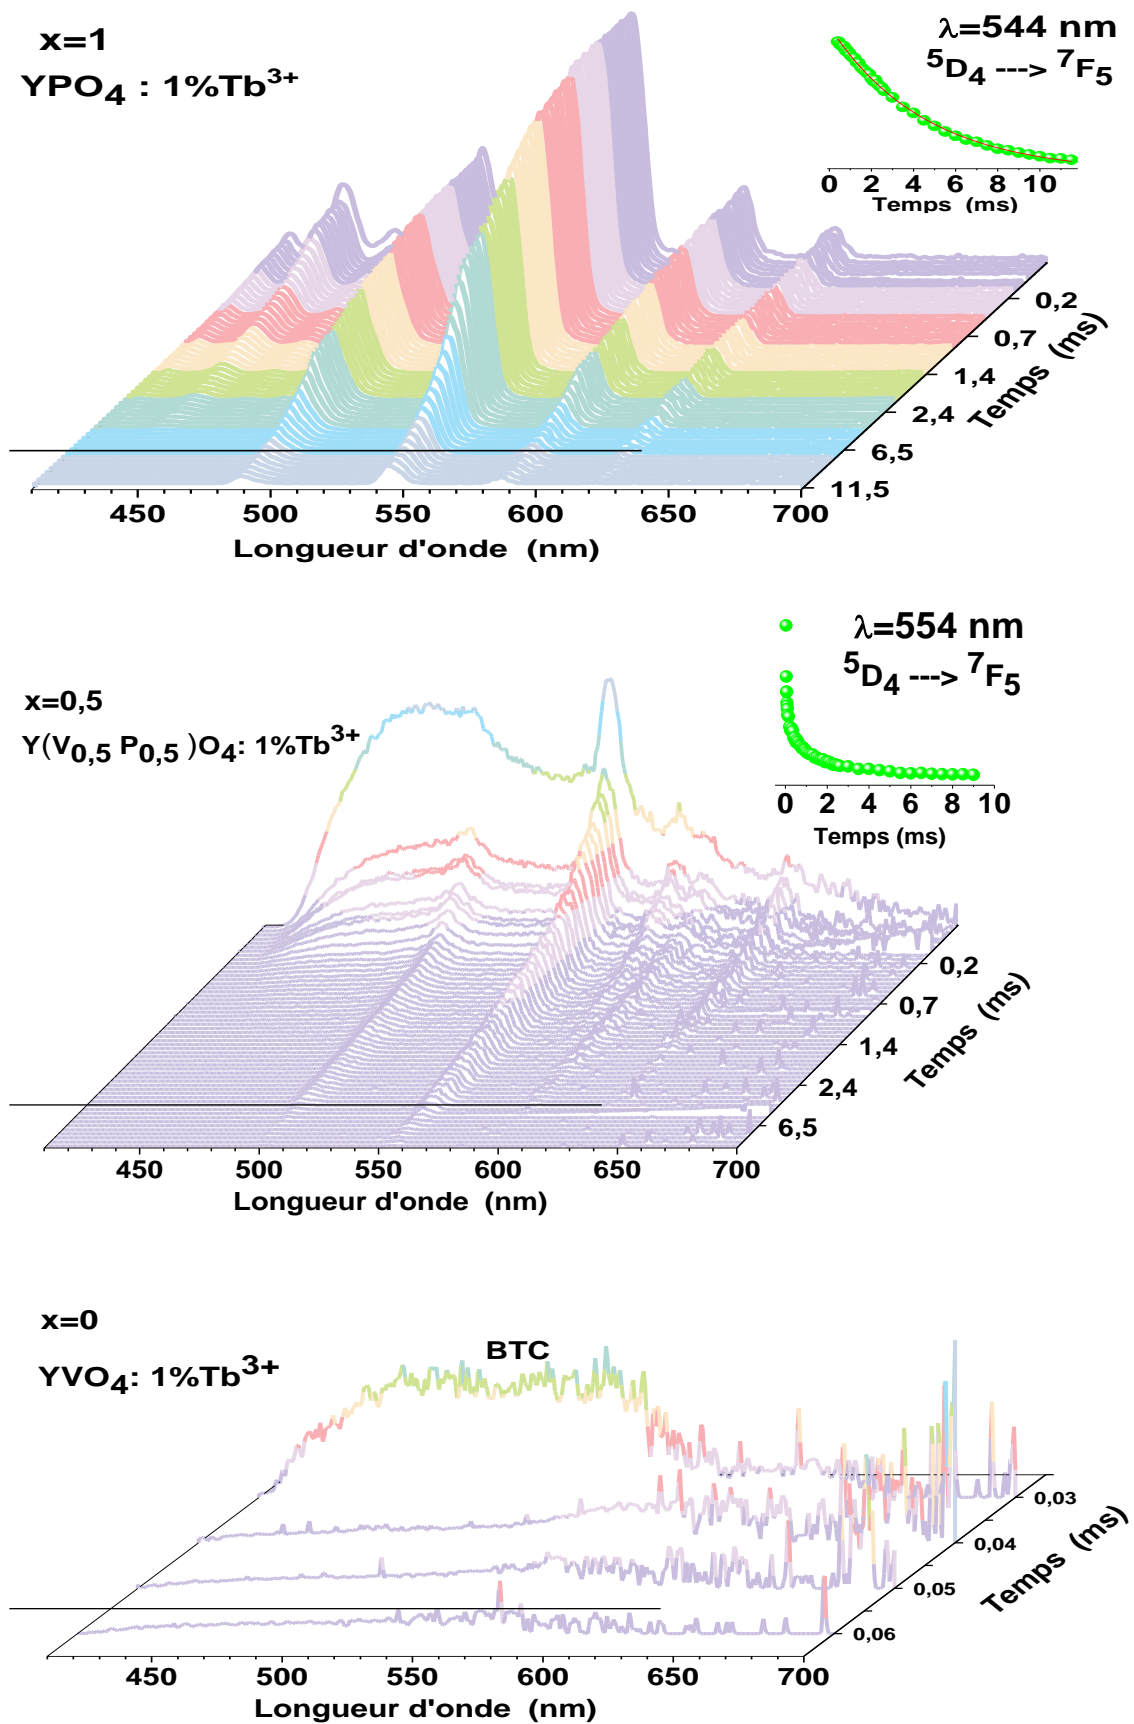 x=1
YPO4 : 1%Tb3+
λ=544 nm
5D4 ---> 7F5
0 2 4 6 8 10
Temps (ms)
0,2
0,7
1,4
2,4
6,5
11,5
Temps (ms)
450 500 550 600 650 700
Longueur d'onde (nm)
x=0,5
Y(V0,5 P0,5 )O4: 1%Tb3+
λ=554 nm
5D4 ---> 7F5
0 2 4 6 8 10
Temps (ms)
0,2
0,7
1,4
2,4
6,5
Temps (ms)
450 500 550 600 650 700
Longueur d'onde (nm)
x=0
YVO4: 1%Tb3+
BTC
0,03
0,04
0,05
0,06
Temps (ms)
450 500 550 600 650 700
Longueur d'onde (nm)